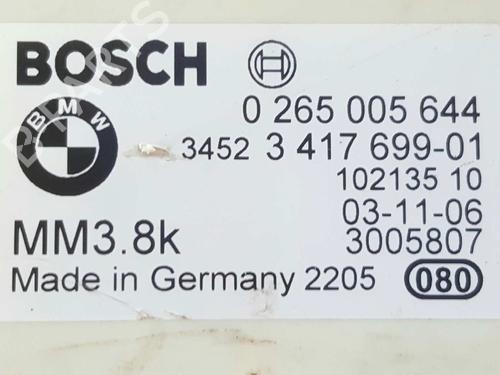 BOSCH
BMW
0 265 005 644
3452 3 417 699-01
102135 10
03-11-06
MM3.8k
3005807
Made in Germany 2205
080